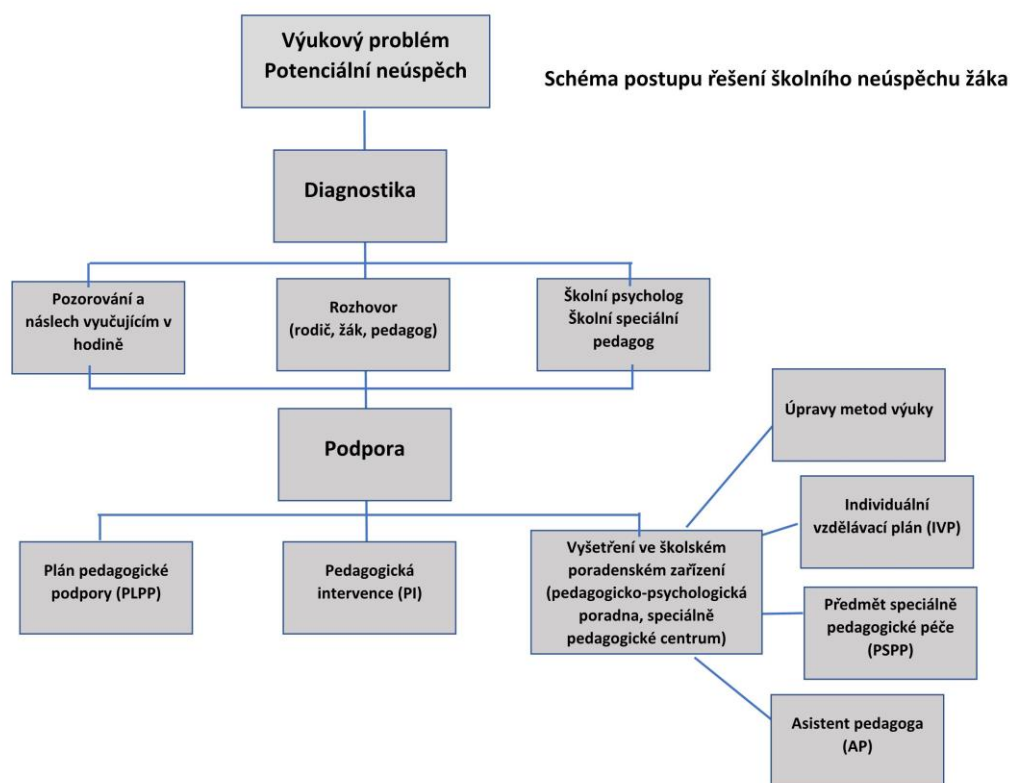 Výukový problém
Potenciální neúspěch
Schéma postupu řešení školního neúspěchu žáka
Diagnostika
Pozorování a
náslech vyučujícím v
hodině
Rozhovor
(rodič, žák, pedagog)
Školní psycholog
Školní speciální
pedagog
Podpora
Úpravy metod výuky
Individuální
vzdělávací plán (IVP)
Plán pedagogické
podpory (PLPP)
Pedagogická
intervence (PI)
Vyšetření ve školském
poradenském zařízení
(pedagogicko-psychologická
poradna, speciálně
pedagogické centrum)
Předmět speciálně
pedagogické péče
(PSPP)
Asistent pedagoga
(AP)